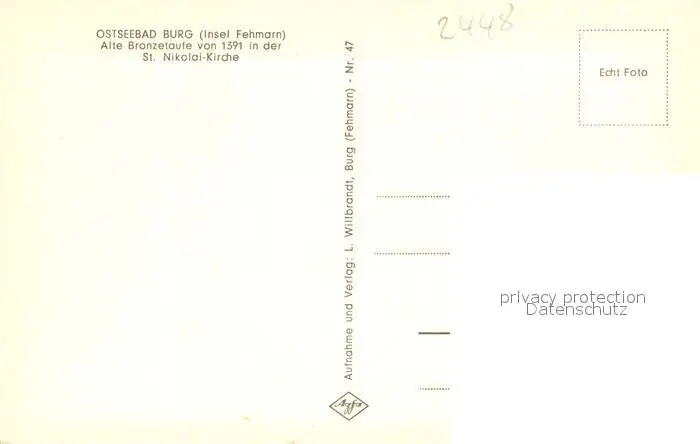 OSTSEEBAD BURG (Insel Fehmarn)
Alte Bronzetaufe von 1391 in der
St. Nikolai-Kirche
2448
Echt Foto
Aufnahme und Verlag: L. Willbrandt, Burg (Fehmarn) - Nr. 47
Agfa
privacy protection
Datenschutz